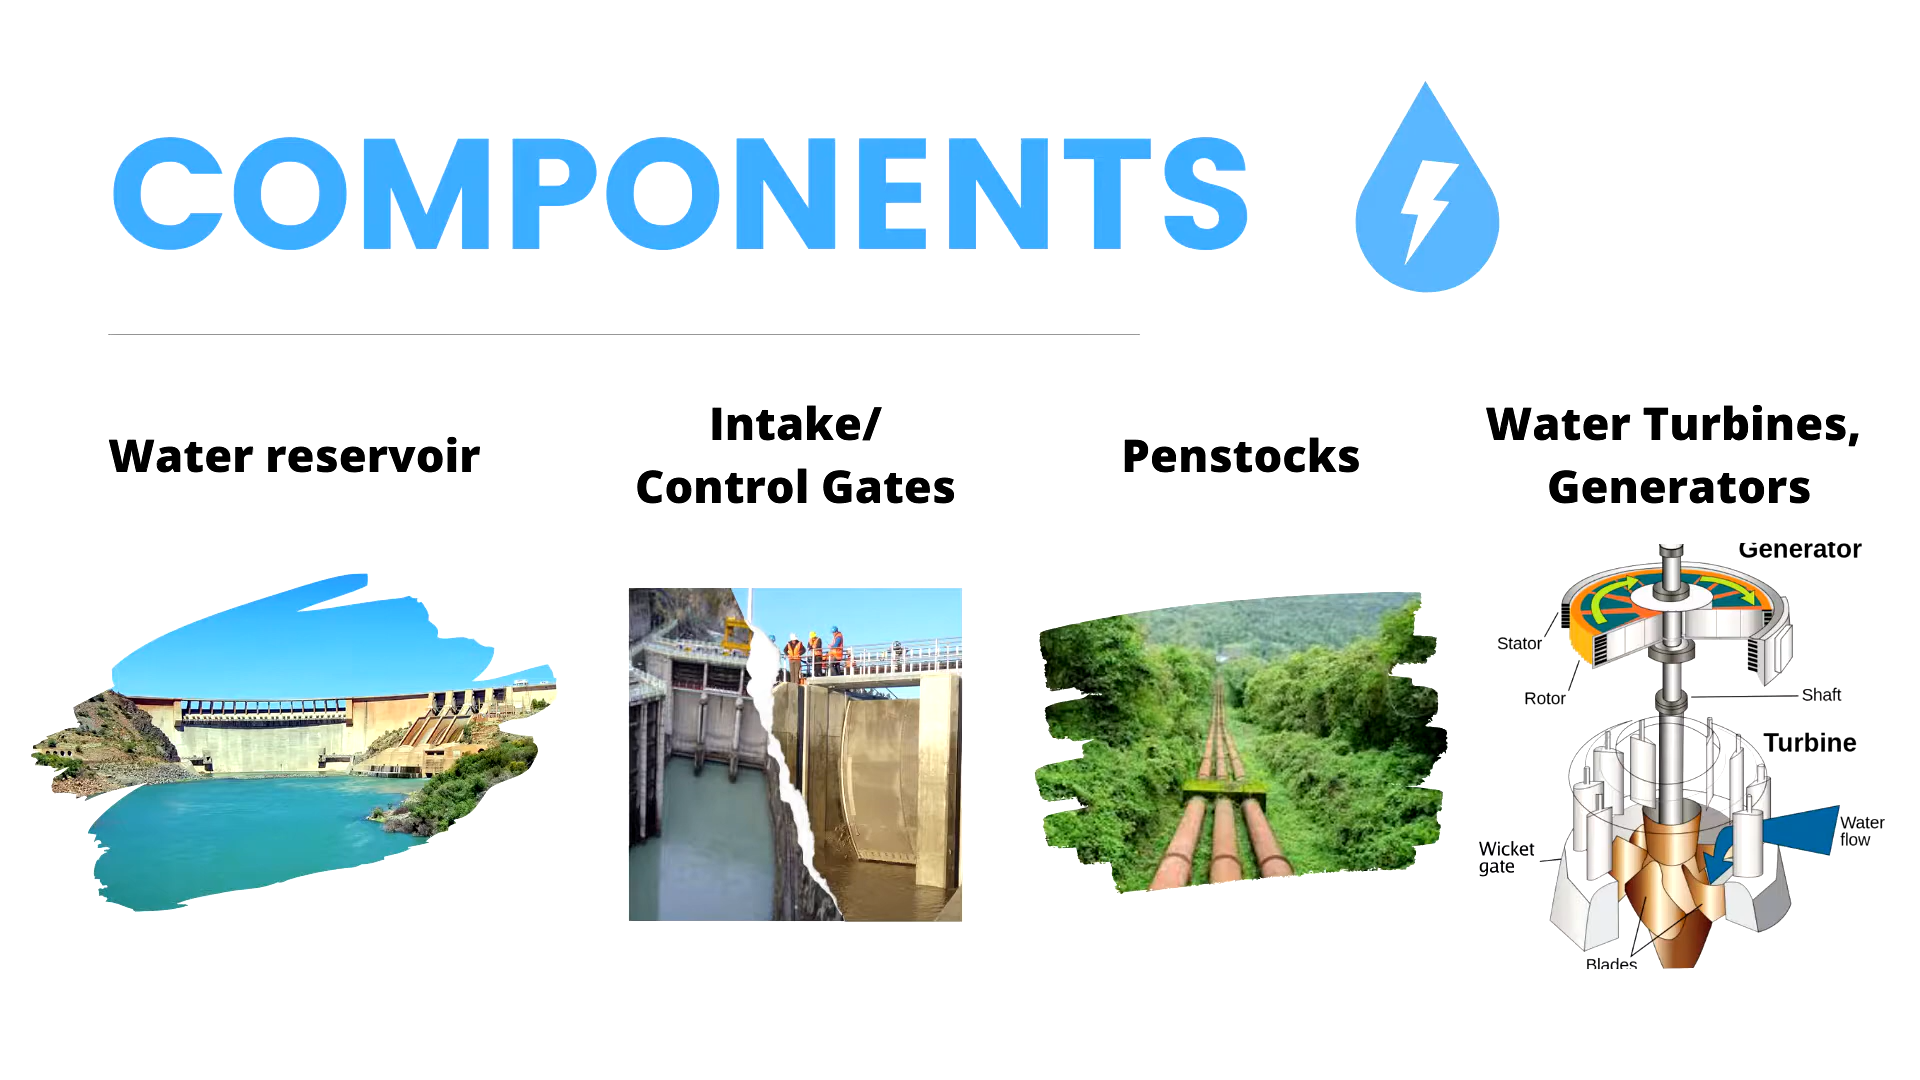 COMPONENTS
Water reservoir
Intake/
Control Gates
Penstocks
Water Turbines,
Generators
Generator
Stator
Rotor
Shaft
Turbine
Water
flow
Wicket
gate
Blades